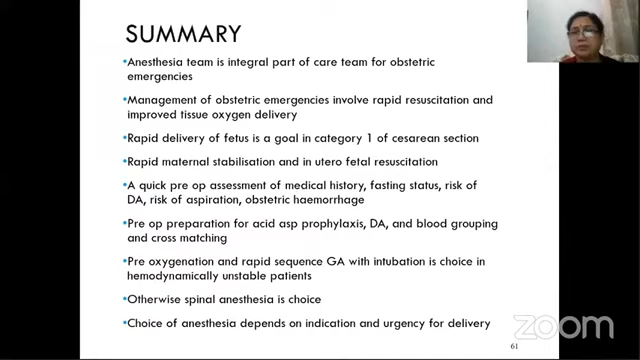 SUMMARY
•Anesthesia team is integral part of care team for obstetric
emergencies
•Management of obstetric emergencies involve rapid resuscitation and
improved tissue oxygen delivery
•Rapid delivery of fetus is a goal in category 1 of cesarean section
•Rapid maternal stabilisation and in utero fetal resuscitation
•A quick pre op assessment of medical history, fasting status, risk of
DA, risk of aspiration, obstetric haemorrhage
•Pre op preparation for acid asp prophylaxis, DA, and blood grouping
and cross matching
•Pre oxygenation and rapid sequence GA with intubation is choice in
hemodynamically unstable patients
•Otherwise spinal anesthesia is choice
•Choice of anesthesia depends on indication and urgency for delivery
zoom
61